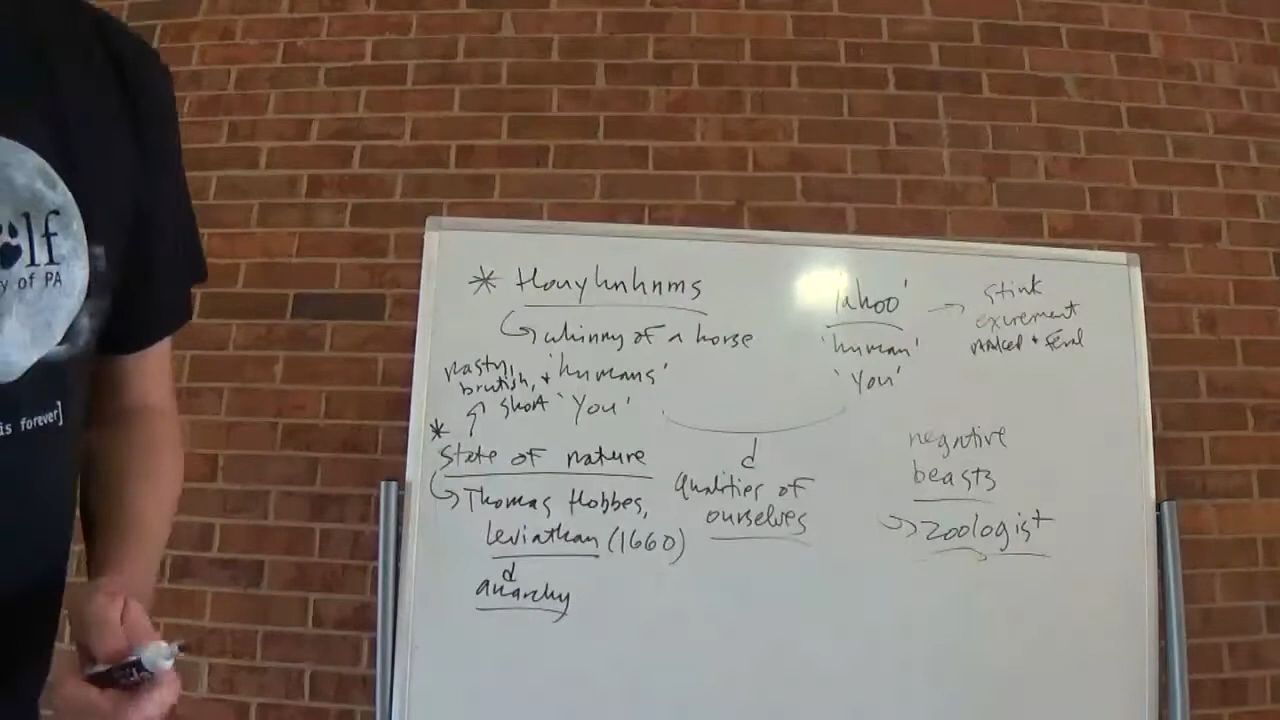 * Houyhnhnms
whinny of a horse
nasty,
brutish, +
short
'humans'
'You'
* State of nature
Thomas Hobbes,
Leviathan (1660)
anarchy
'Yahoo'
'human'
'You'
stink
excrement
naked + feral
qualities of
ourselves
negative
beasts
zoologist
lf
y of PA
is forever]